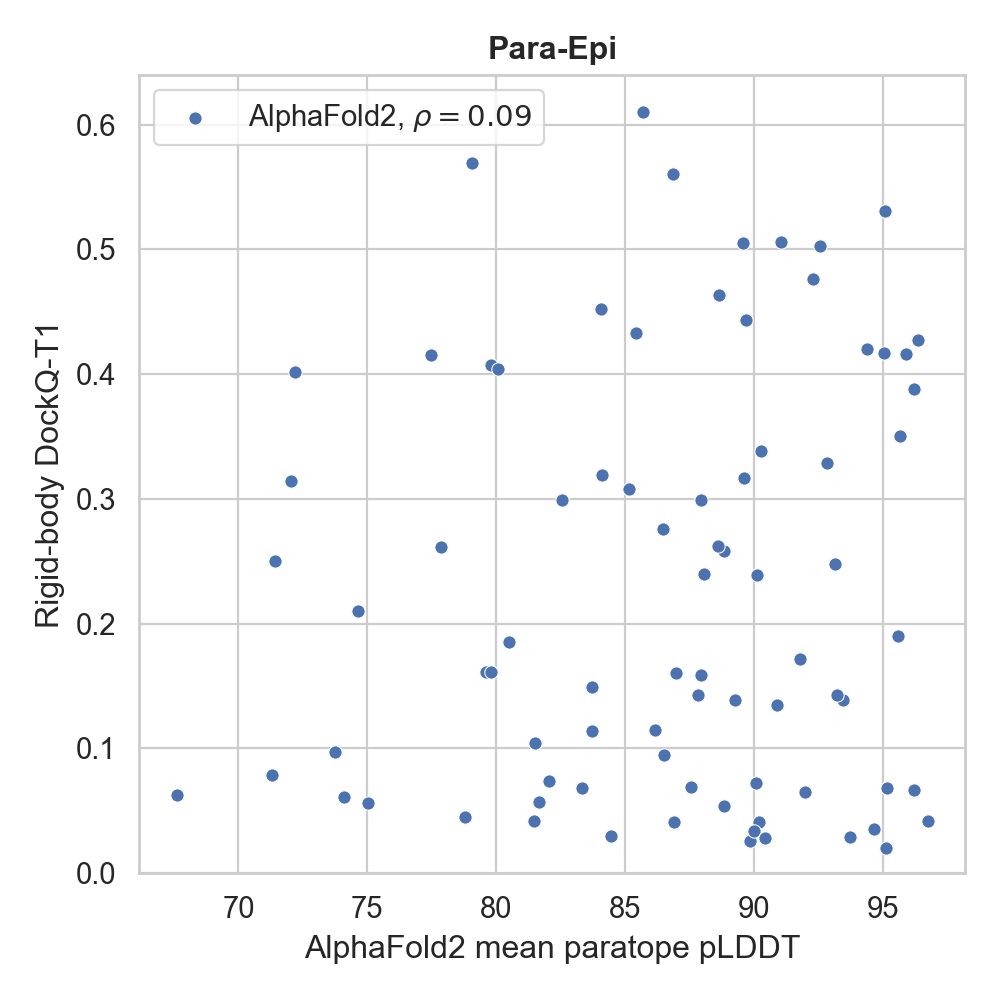 Para-Epi
AlphaFold2, ρ = 0.09
0.6
0.5
0.4
0.3
0.2
0.1
0.0
Rigid-body DockQ-T1
70 75 80 85 90 95
AlphaFold2 mean paratope pLDDT